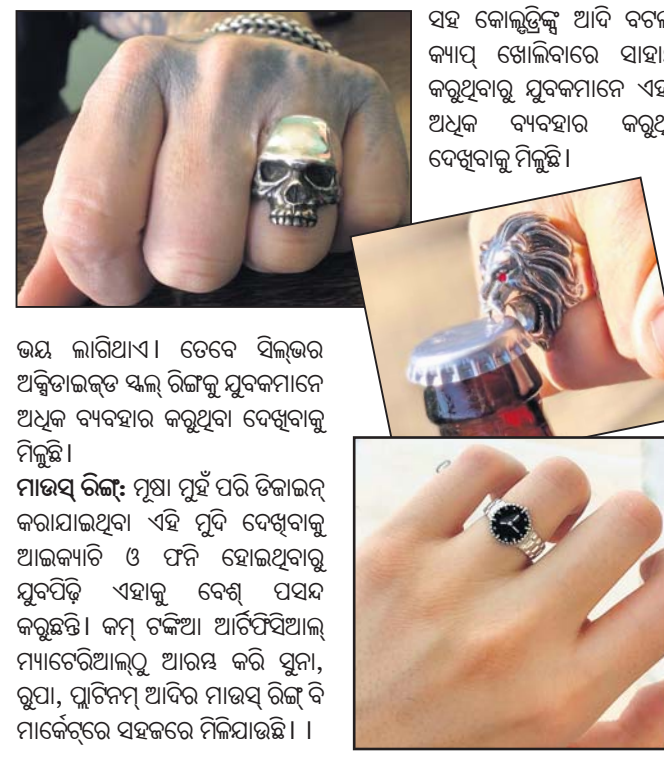 ସହ କୋଲ୍ଡଡ୍ରିଙ୍କ୍ସ ଆଦି ବଟଲ
କ୍ୟାପ୍ ଖୋଲିବାରେ
କରୁଥିବାରୁ ଯୁବକମାନେ
ଅଧିକ ବ୍ୟବହାର
ଦେଖିବାକୁ ମିଳୁଛି।
ଭୟ ଲାଗିଥାଏ। ତେବେ ସିଲ୍‌ଭର
ଅକ୍ସିଡାଇଜ୍‌ଡ ସ୍କଲ୍ ରିଙ୍ଗକୁ ଯୁବକମାନେ
ଅଧିକ ବ୍ୟବହାର କରୁଥିବା ଦେଖିବାକୁ
ମିଳୁଛି।
ମାଉସ୍ ରିଙ୍ଗ୍: ମୂଷା ମୁହଁ ପରି ଡିଜାଇନ୍
କରାଯାଇଥିବା ଏହି ମୁଦି ଦେଖିବାକୁ
ଆଇକ୍ୟାଚି ଓ ଫନି ହୋଇଥିବାରୁ
ଯୁବପିଢ଼ି ଏହାକୁ ବେଶ୍ ପସନ୍ଦ
କରୁଛନ୍ତି। କମ୍ ଟଙ୍କିଆ ଆର୍ଟିଫିସିଆଲ୍
ମ୍ୟାଟେରିଆଲ୍‌ଠୁ ଆରମ୍ଭ କରି ସୁନା,
ରୁପା, ପ୍ଲାଟିନମ୍ ଆଦିର ମାଉସ୍ ରିଙ୍ଗ୍ ବି
ମାର୍କେଟ୍‌ରେ ସହଜରେ ମିଳିଯାଉଛି। ।